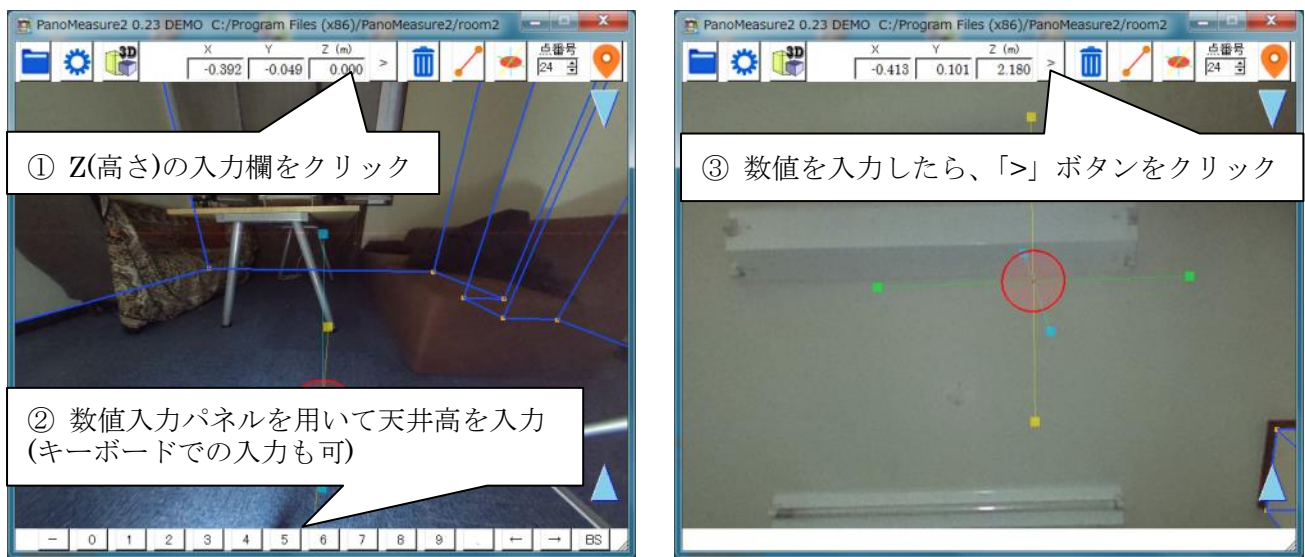 PanoMeasure2 0.23 DEMO C:/Program Files (x86)/PanoMeasure2/room2
3D
X Y Z (m)
-0.392 -0.049 0.000 >
点番号
24
① Z(高さ)の入力欄をクリック
② 数値入力パネルを用いて天井高を入力
(キーボードでの入力も可)
− 0 1 2 3 4 5 6 7 8 9 . ← → BS
PanoMeasure2 0.23 DEMO C:/Program Files (x86)/PanoMeasure2/room2
3D
X Y Z (m)
-0.413 0.101 2.180 >
点番号
24
③ 数値を入力したら、「>」ボタンをクリック